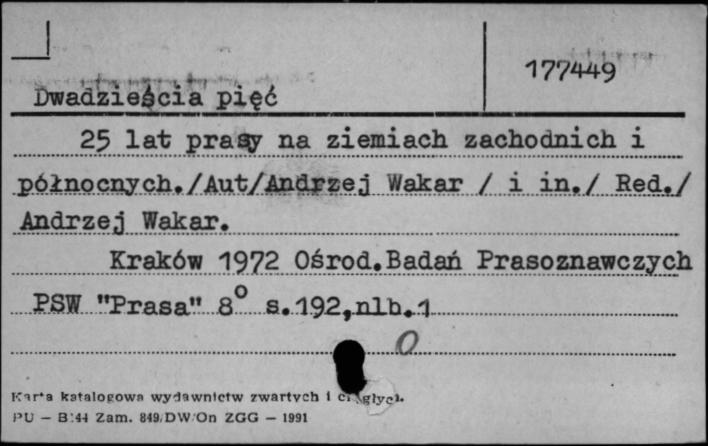 177449
Dwadzieścia pięć
25 lat prasy na ziemiach zachodnich i
północnych./Aut/Andrzej Wakar / i in./ Red./
Andrzej Wakar.
Kraków 1972 Ośrod.Badań Prasoznawczych
PSW "Prasa" 8° s.192,nlb.1
0
Karta katalogowa wydawnictw zwartych i ciągłych.
PU — B:44 Zam. 849/DW/On ZGG — 1991